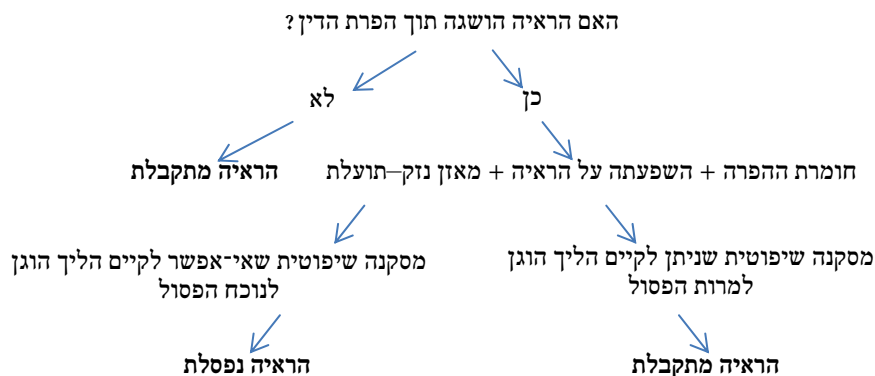 האם הראיה הושגה תוך הפרת הדין?
כן
לא
חומרת ההפרה + השפעתה על הראיה + מאזן נזק–תועלת
הראיה מתקבלת
מסקנה שיפוטית שניתן לקיים הליך הוגן
למרות הפסול
מסקנה שיפוטית שאי־אפשר לקיים הליך הוגן
לנוכח הפסול
הראיה מתקבלת
הראיה נפסלת